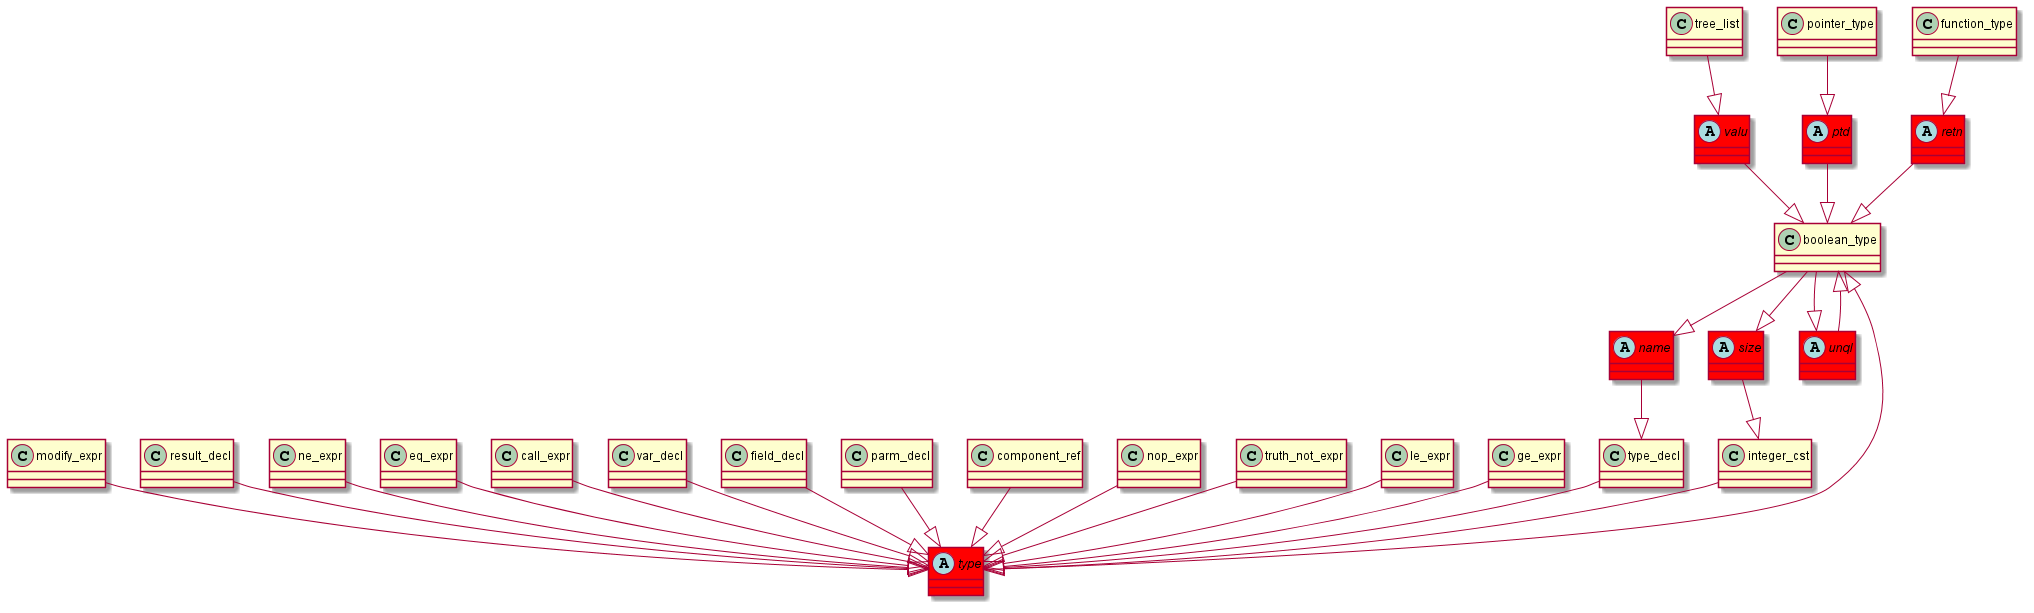 C tree_list
C pointer_type
C function_type
A valu
A ptd
A retn
C boolean_type
A name
A size
A unql
C modify_expr
C result_decl
C ne_expr
C eq_expr
C call_expr
C var_decl
C field_decl
C parm_decl
C component_ref
C nop_expr
C truth_not_expr
C le_expr
C ge_expr
C type_decl
C integer_cst
A type